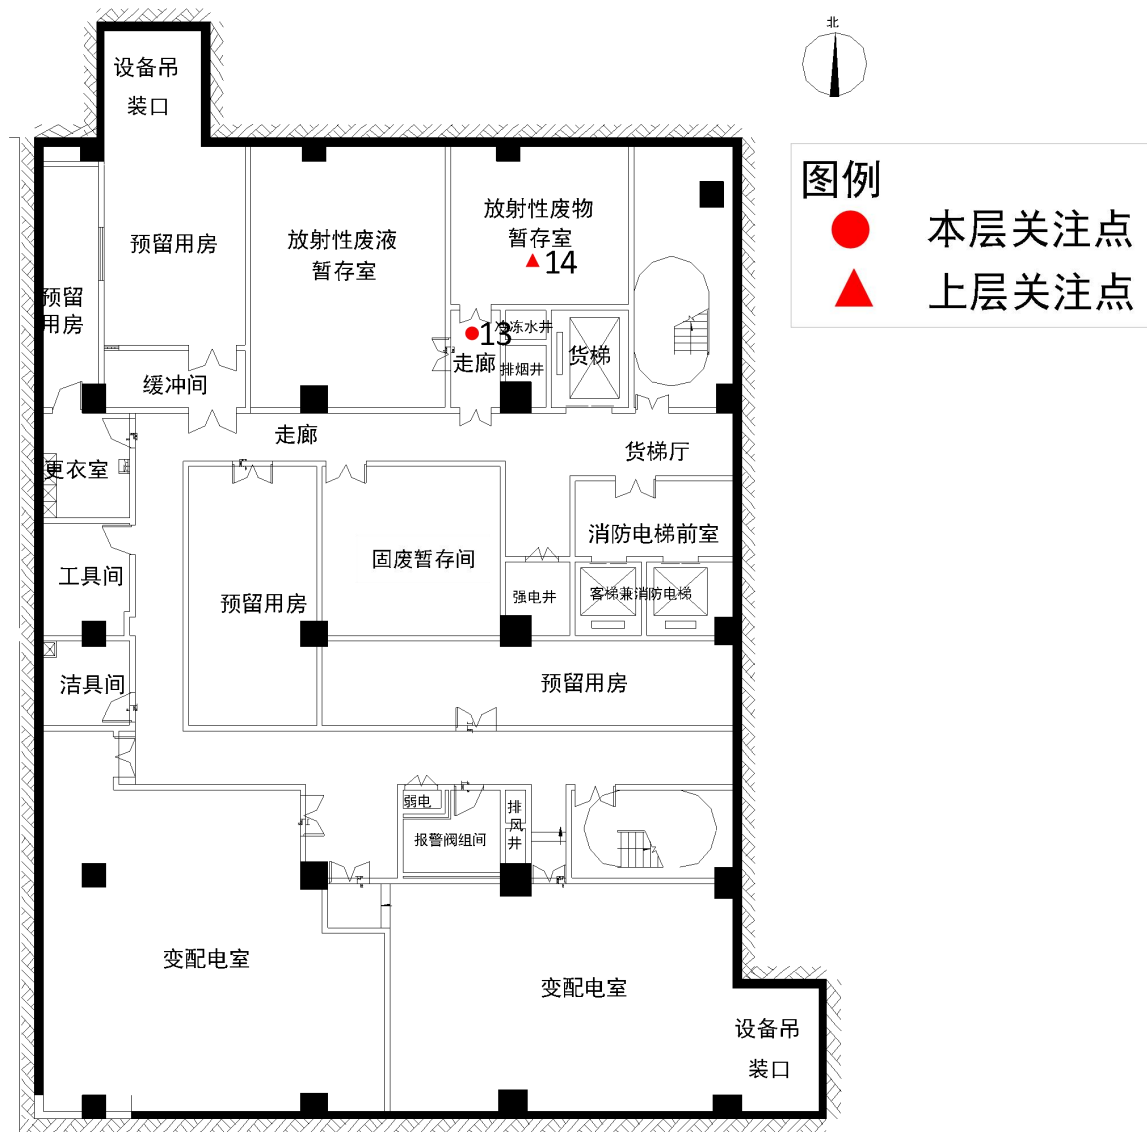 北
设备吊
装口
图例
本层关注点
上层关注点
预留用房
放射性废液
暂存室
放射性废物
暂存室
14
预留
用房
13
冷冻水井
走廊
排烟井
货梯
缓冲间
走廊
货梯厅
更衣室
消防电梯前室
固废暂存间
工具间
预留用房
强电井
客梯兼消防电梯
洁具间
预留用房
弱电
排
风
井
报警阀组间
变配电室
变配电室
设备吊
装口